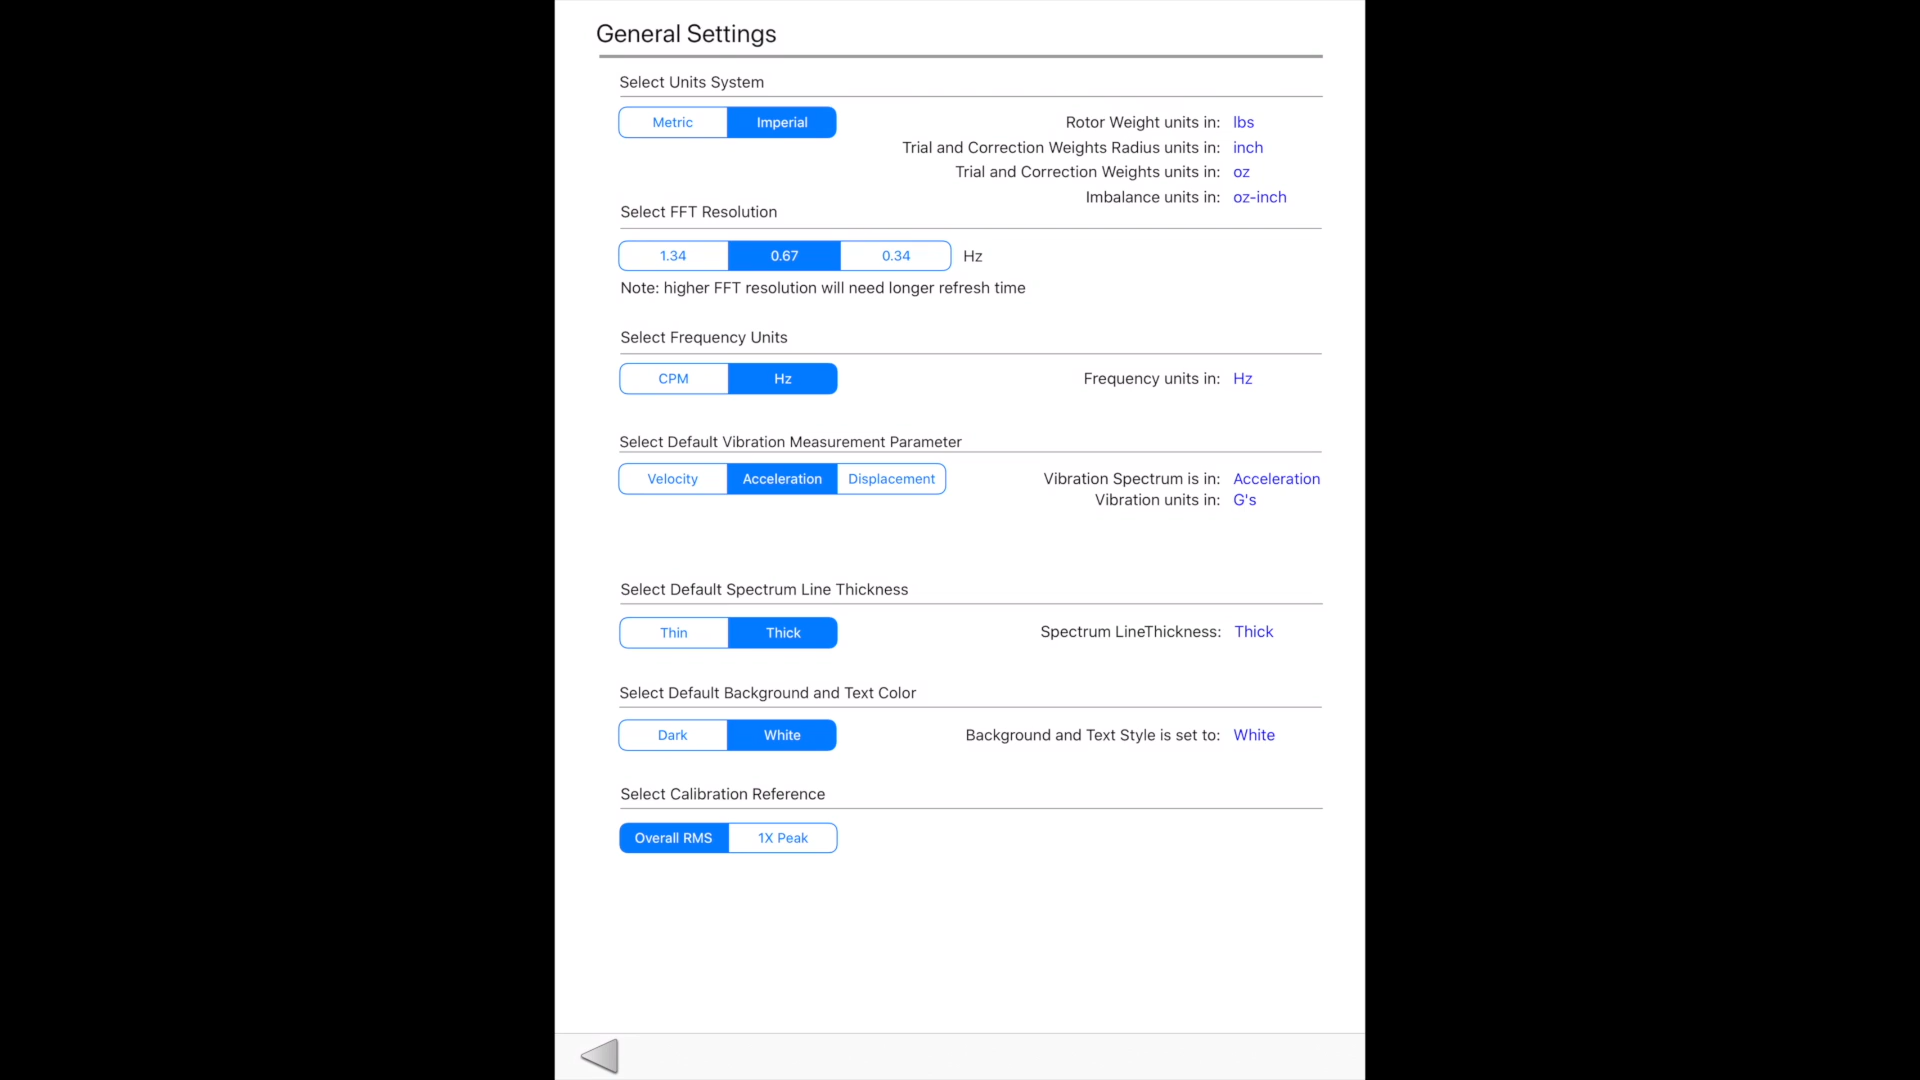 General Settings
Select Units System
Metric Imperial Rotor Weight units in: lbs
Trial and Correction Weights Radius units in: inch
Trial and Correction Weights units in: oz
Imbalance units in: oz-inch
Select FFT Resolution
1.34 0.67 0.34 Hz
Note: higher FFT resolution will need longer refresh time
Select Frequency Units
CPM Hz Frequency units in: Hz
Select Default Vibration Measurement Parameter
Velocity Acceleration Displacement Vibration Spectrum is in: Acceleration
Vibration units in: G's
Select Default Spectrum Line Thickness
Thin Thick Spectrum LineThickness: Thick
Select Default Background and Text Color
Dark White Background and Text Style is set to: White
Select Calibration Reference
Overall RMS 1X Peak